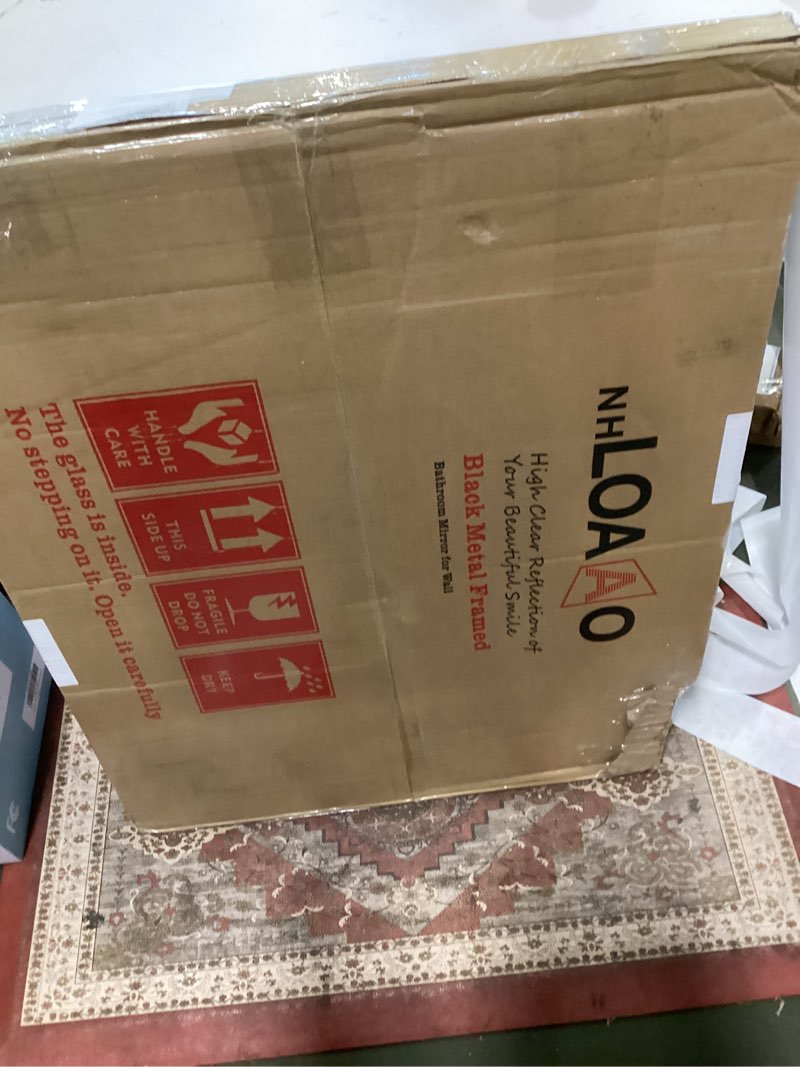 NHLOAAO
High Clear Reflection of
Your Beautiful Smile
Black Metal Framed
Bathroom Mirror for Wall
HANDLE
WITH
CARE
THIS
SIDE UP
FRAGILE
DO NOT
DROP
KEEP
DRY
The glass is inside.
No stepping on it. Open it carefully